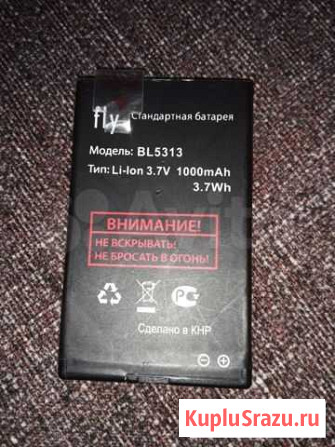 fly Стандартная батарея
Модель: BL5313
Тип: Li-Ion 3.7V 1000mAh
3.7Wh
ВНИМАНИЕ!
НЕ ВСКРЫВАТЬ!
НЕ БРОСАТЬ В ОГОНЬ!
Сделано в КНР
Avito
KupluSrazu.ru